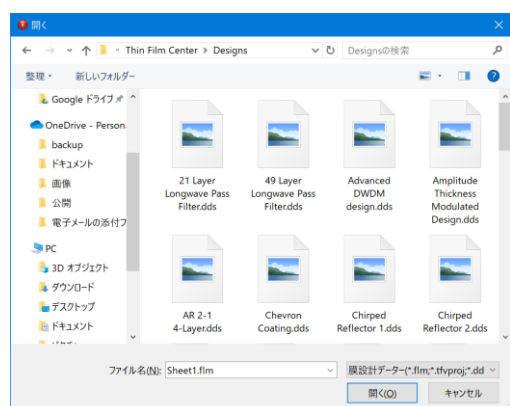 開く
Thin Film Center > Designs
Designsの検索
整理
新しいフォルダー
Google ドライブ
OneDrive - Person
backup
ドキュメント
画像
公開
電子メールの添付フ
PC
3D オブジェクト
ダウンロード
デスクトップ
ドキュメント
21 Layer
Longwave Pass
Filter.dds
49 Layer
Longwave Pass
Filter.dds
Advanced
DWDM
design.dds
Amplitude
Thickness
Modulated
Design.dds
AR 2-1
4-Layer.dds
Chevron
Coating.dds
Chirped
Reflector 1.dds
Chirped
Reflector 2.dds
ファイル名(N):
Sheet1.flm
膜設計データー(*.flm;*.tfvproj;*.dd
開く(O)
キャンセル